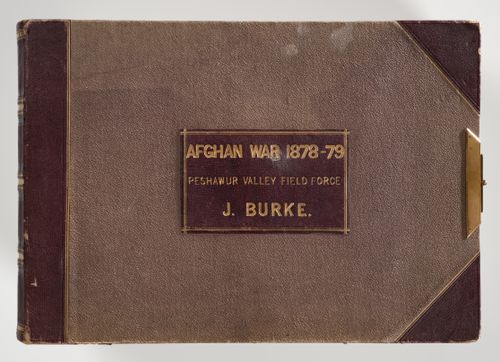 AFGHAN WAR 1878-79
PESHAWUR VALLEY FIELD FORCE
J. BURKE.